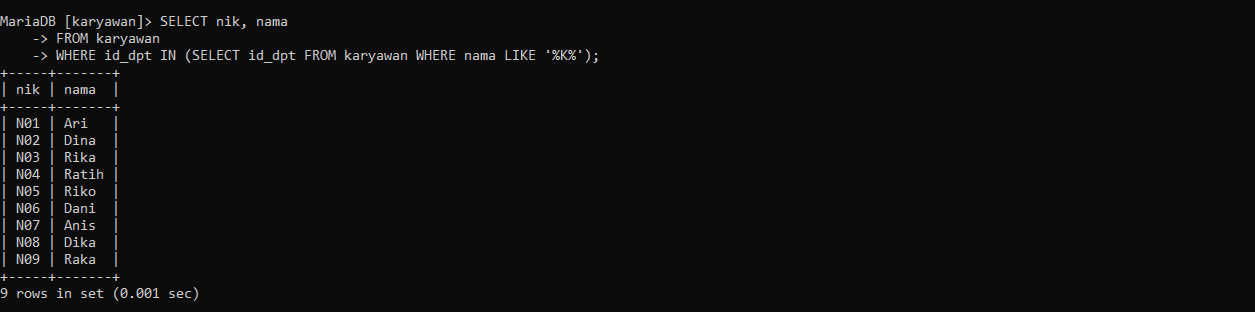 MariaDB [karyawan]> SELECT nik, nama
    -> FROM karyawan
    -> WHERE id_dpt IN (SELECT id_dpt FROM karyawan WHERE nama LIKE '%K%');
+-----+-------+
| nik | nama  |
+-----+-------+
| N01 | Ari   |
| N02 | Dina  |
| N03 | Rika  |
| N04 | Ratih |
| N05 | Riko  |
| N06 | Dani  |
| N07 | Anis  |
| N08 | Dika  |
| N09 | Raka  |
+-----+-------+
9 rows in set (0.001 sec)